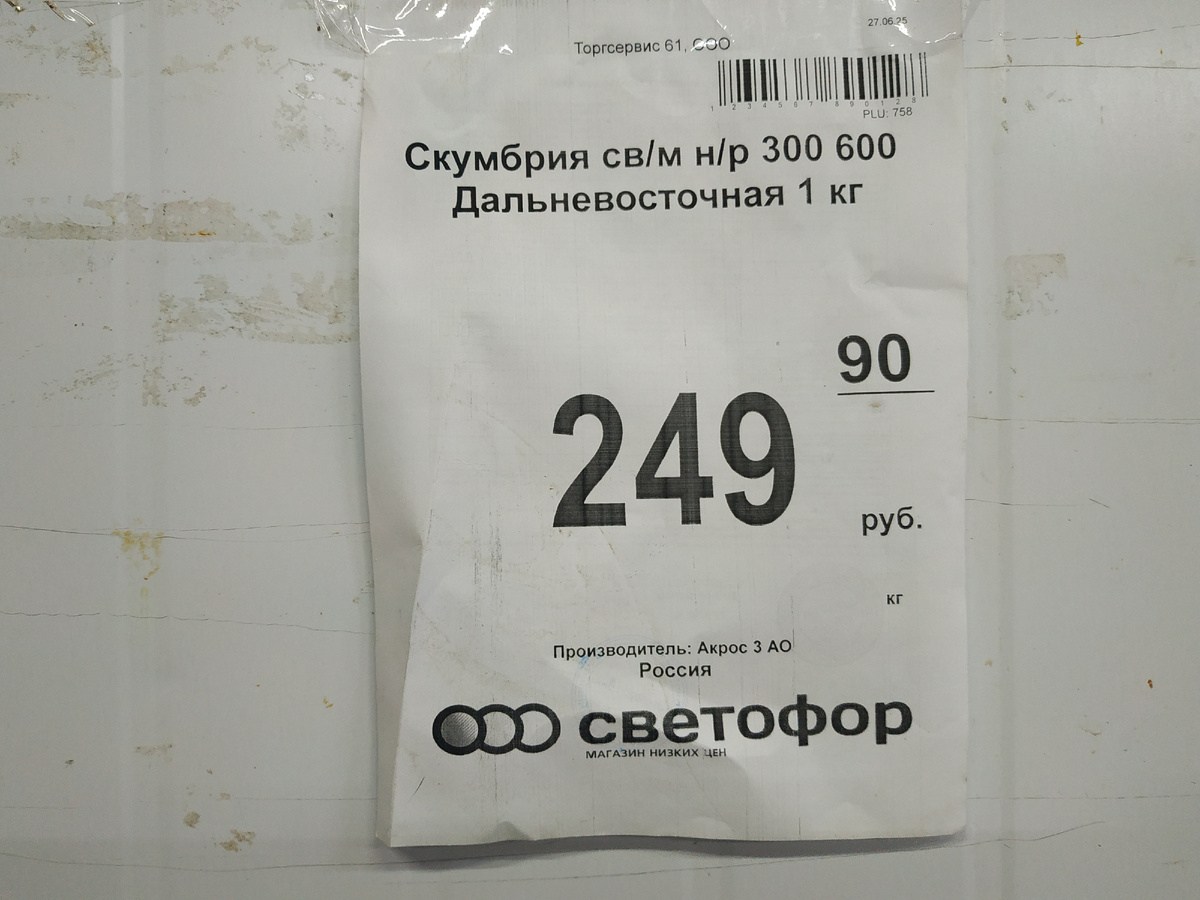 27.06.25
Торгсервис 61, ООО
1 2 3 4 5 6 7 8 9 0 1 2 8
PLU: 758
Скумбрия св/м н/р 300 600
Дальневосточная 1 кг
90
249
руб.
кг
Производитель: Акрос 3 АО
Россия
светофор
МАГАЗИН НИЗКИХ ЦЕН